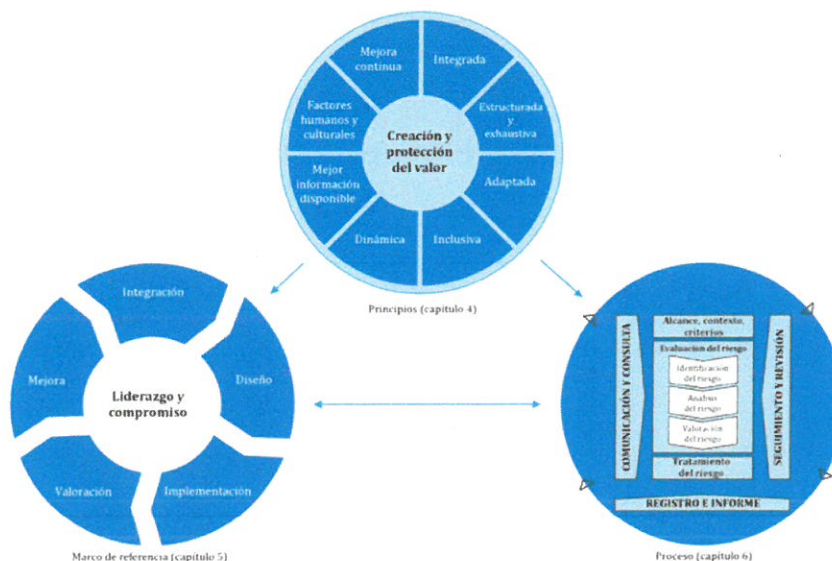 Mejora
continua
Integrada
Estructurada
y
exhaustiva
Adaptada
Inclusiva
Dinámica
Mejor
información
disponible
Factores
humanos y
culturales
Creación y
protección
del valor
Principios (capítulo 4)
Integración
Diseño
Implementación
Valoración
Mejora
Liderazgo y
compromiso
Marco de referencia (capítulo 5)
Alcance, contexto,
criterios
Evaluación del riesgo
Identificación
del riesgo
Análisis
del riesgo
Valoración
del riesgo
Tratamiento
del riesgo
COMUNICACIÓN Y CONSULTA
SEGUIMIENTO Y REVISIÓN
REGISTRO E INFORME
Proceso (capítulo 6)